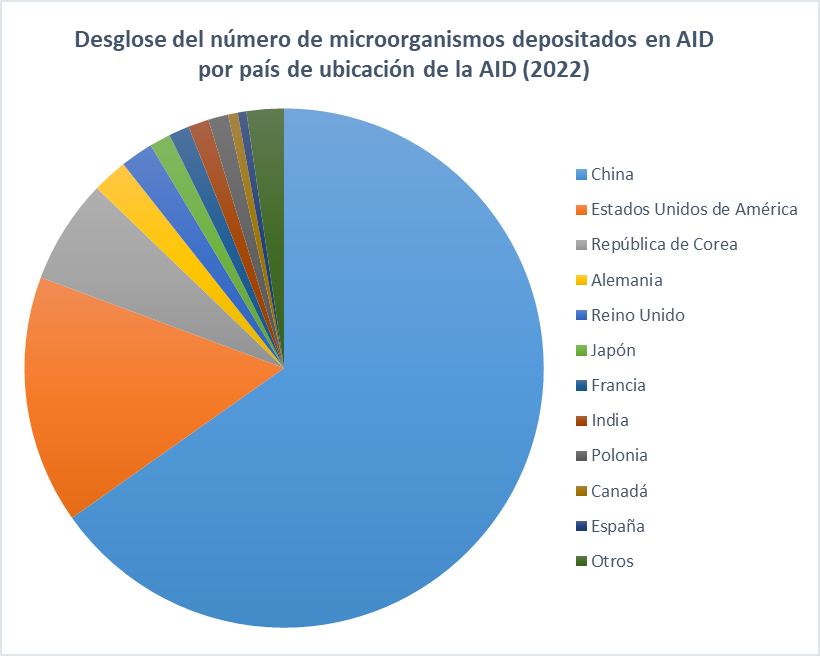 Desglose del número de microorganismos depositados en AID
por país de ubicación de la AID (2022)
China
Estados Unidos de América
República de Corea
Alemania
Reino Unido
Japón
Francia
India
Polonia
Canadá
España
Otros